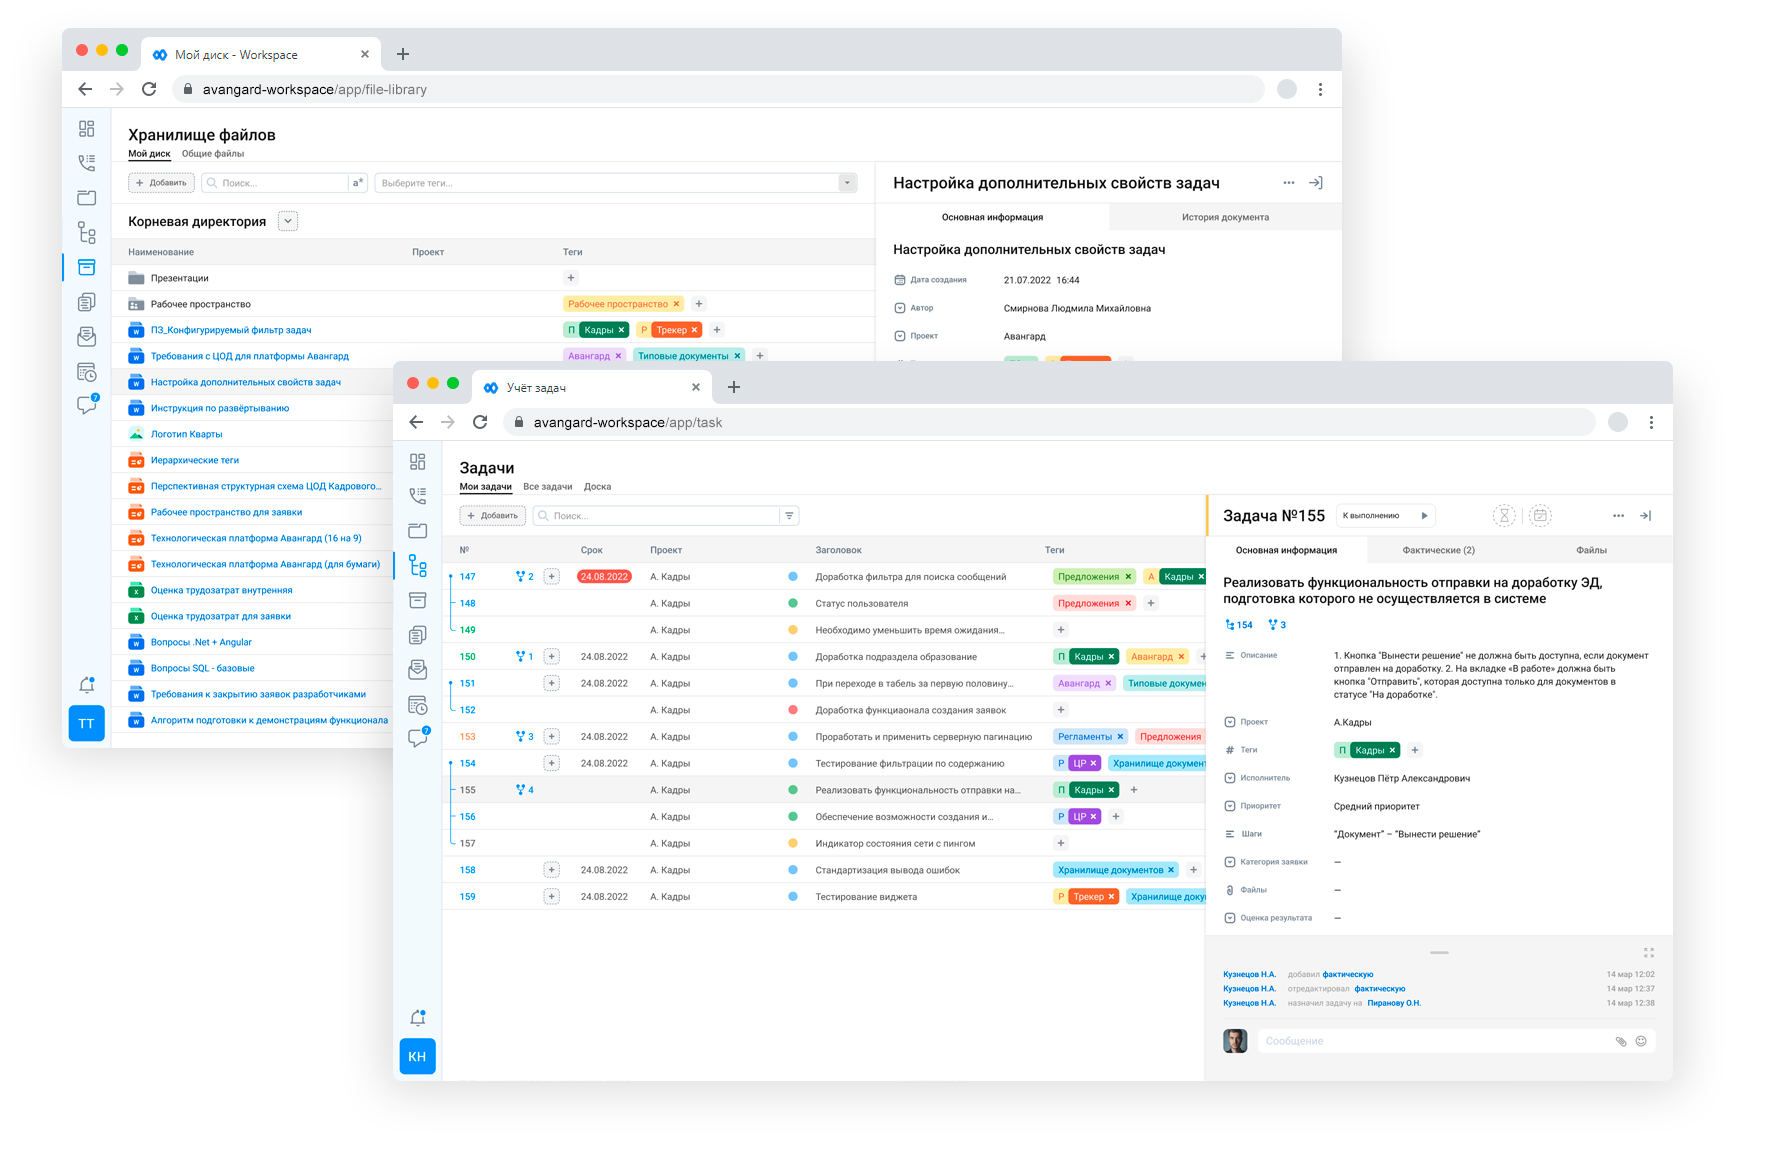 Мой диск - Workspace
avangard-workspace/app/file-library
Хранилище файлов
Мой диск Общие файлы
Добавить Поиск... a* Выберите теги...
Корневая директория
Наименование Проект Теги
Презентации
Рабочее пространство Рабочее пространство
ПЗ_Конфигурируемый фильтр задач П Кадры Р Трекер
Требования с ЦОД для платформы Авангард Авангард Типовые документы
Настройка дополнительных свойств задач
Инструкция по развёртыванию
Логотип Кварты
Иерархические теги
Перспективная структурная схема ЦОД Кадрового...
Рабочее пространство для заявки
Технологическая платформа Авангард (16 на 9)
Технологическая платформа Авангард (для бумаги)
Оценка трудозатрат внутренняя
Оценка трудозатрат для заявки
Вопросы .Net + Angular
Вопросы SQL - базовые
Требования к закрытию заявок разработчиками
Алгоритм подготовки к демонстрациям функционала
7
ТТ
Настройка дополнительных свойств задач
Основная информация История документа
Настройка дополнительных свойств задач
Дата создания 21.07.2022 16:44
Автор Смирнова Людмила Михайловна
Проект Авангард
Учёт задач
avangard-workspace/app/task
Задачи
Мои задачи Все задачи Доска
Добавить Поиск...
№ Срок Проект Заголовок Теги
147 2 24.08.2022 А. Кадры Доработка фильтра для поиска сообщений Предложения А Кадры
148 А. Кадры Статус пользователя Предложения
149 А. Кадры Необходимо уменьшить время ожидания...
150 1 24.08.2022 А. Кадры Доработка подраздела образование П Кадры Авангард
151 24.08.2022 А. Кадры При переходе в табель за первую половину... Авангард Типовые докумен
152 А. Кадры Доработка функциаонала создания заявок
153 3 24.08.2022 А. Кадры Проработать и применить серверную пагинацию Регламенты Предложения
154 24.08.2022 А. Кадры Тестирование фильтрации по содержанию Р ЦР Хранилище документ
155 4 А. Кадры Реализовать функциональность отправки на... П Кадры
156 А. Кадры Обеспечение возможности создания и... Р ЦР
157 А. Кадры Индикатор состояния сети с пингом
158 24.08.2022 А. Кадры Стандартизация вывода ошибок Хранилище документов
159 24.08.2022 А. Кадры Тестирование виджета Р Трекер Хранилище доку
7
КН
Задача №155 К выполнению
Основная информация Фактические (2) Файлы
Реализовать функциональность отправки на доработку ЭД,
подготовка которого не осуществляется в системе
154 3
Описание 1. Кнопка "Вынести решение" не должна быть доступна, если документ
отправлен на доработку. 2. На вкладке «В работе» должна быть
кнопка "Отправить", которая доступна только для документов в
статусе "На доработке".
Проект А.Кадры
Теги П Кадры
Исполнитель Кузнецов Пётр Александрович
Приоритет Средний приоритет
Шаги "Документ" – "Вынести решение"
Категория заявки –
Файлы –
Оценка результата –
Кузнецов Н.А. добавил фактическую 14 мар 12:02
Кузнецов Н.А. отредактировал фактическую 14 мар 12:37
Кузнецов Н.А. назначил задачу на Пиранову О.Н. 14 мар 12:38
Сообщение